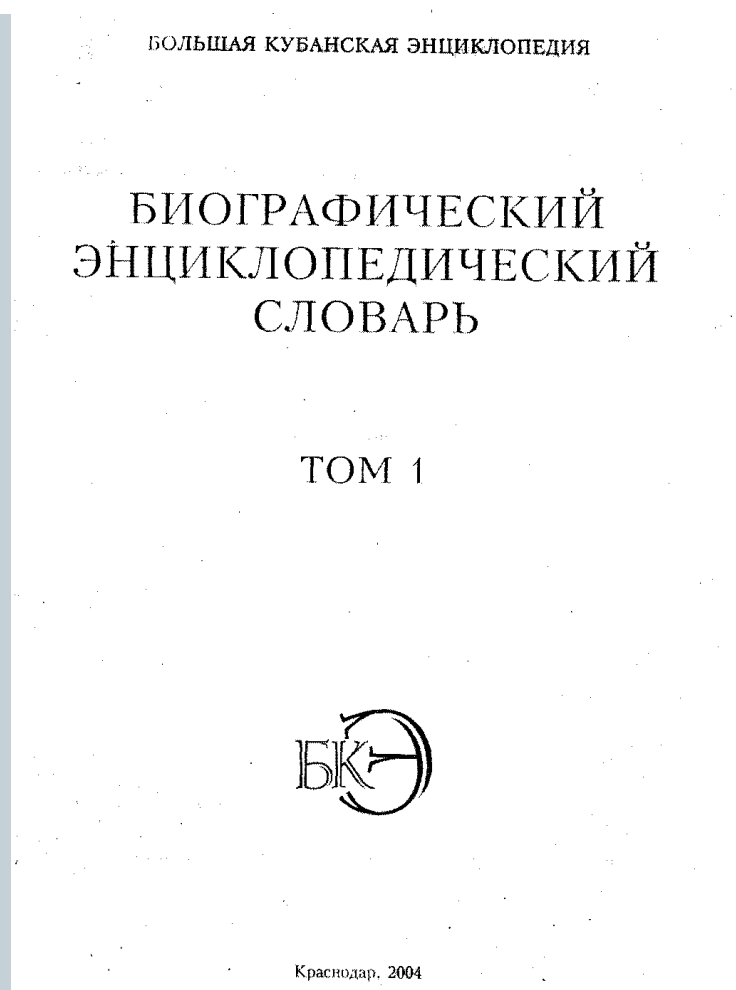 БОЛЬШАЯ КУБАНСКАЯ ЭНЦИКЛОПЕДИЯ
БИОГРАФИЧЕСКИЙ
ЭНЦИКЛОПЕДИЧЕСКИЙ
СЛОВАРЬ
ТОМ 1
БКЭ
Краснодар, 2004